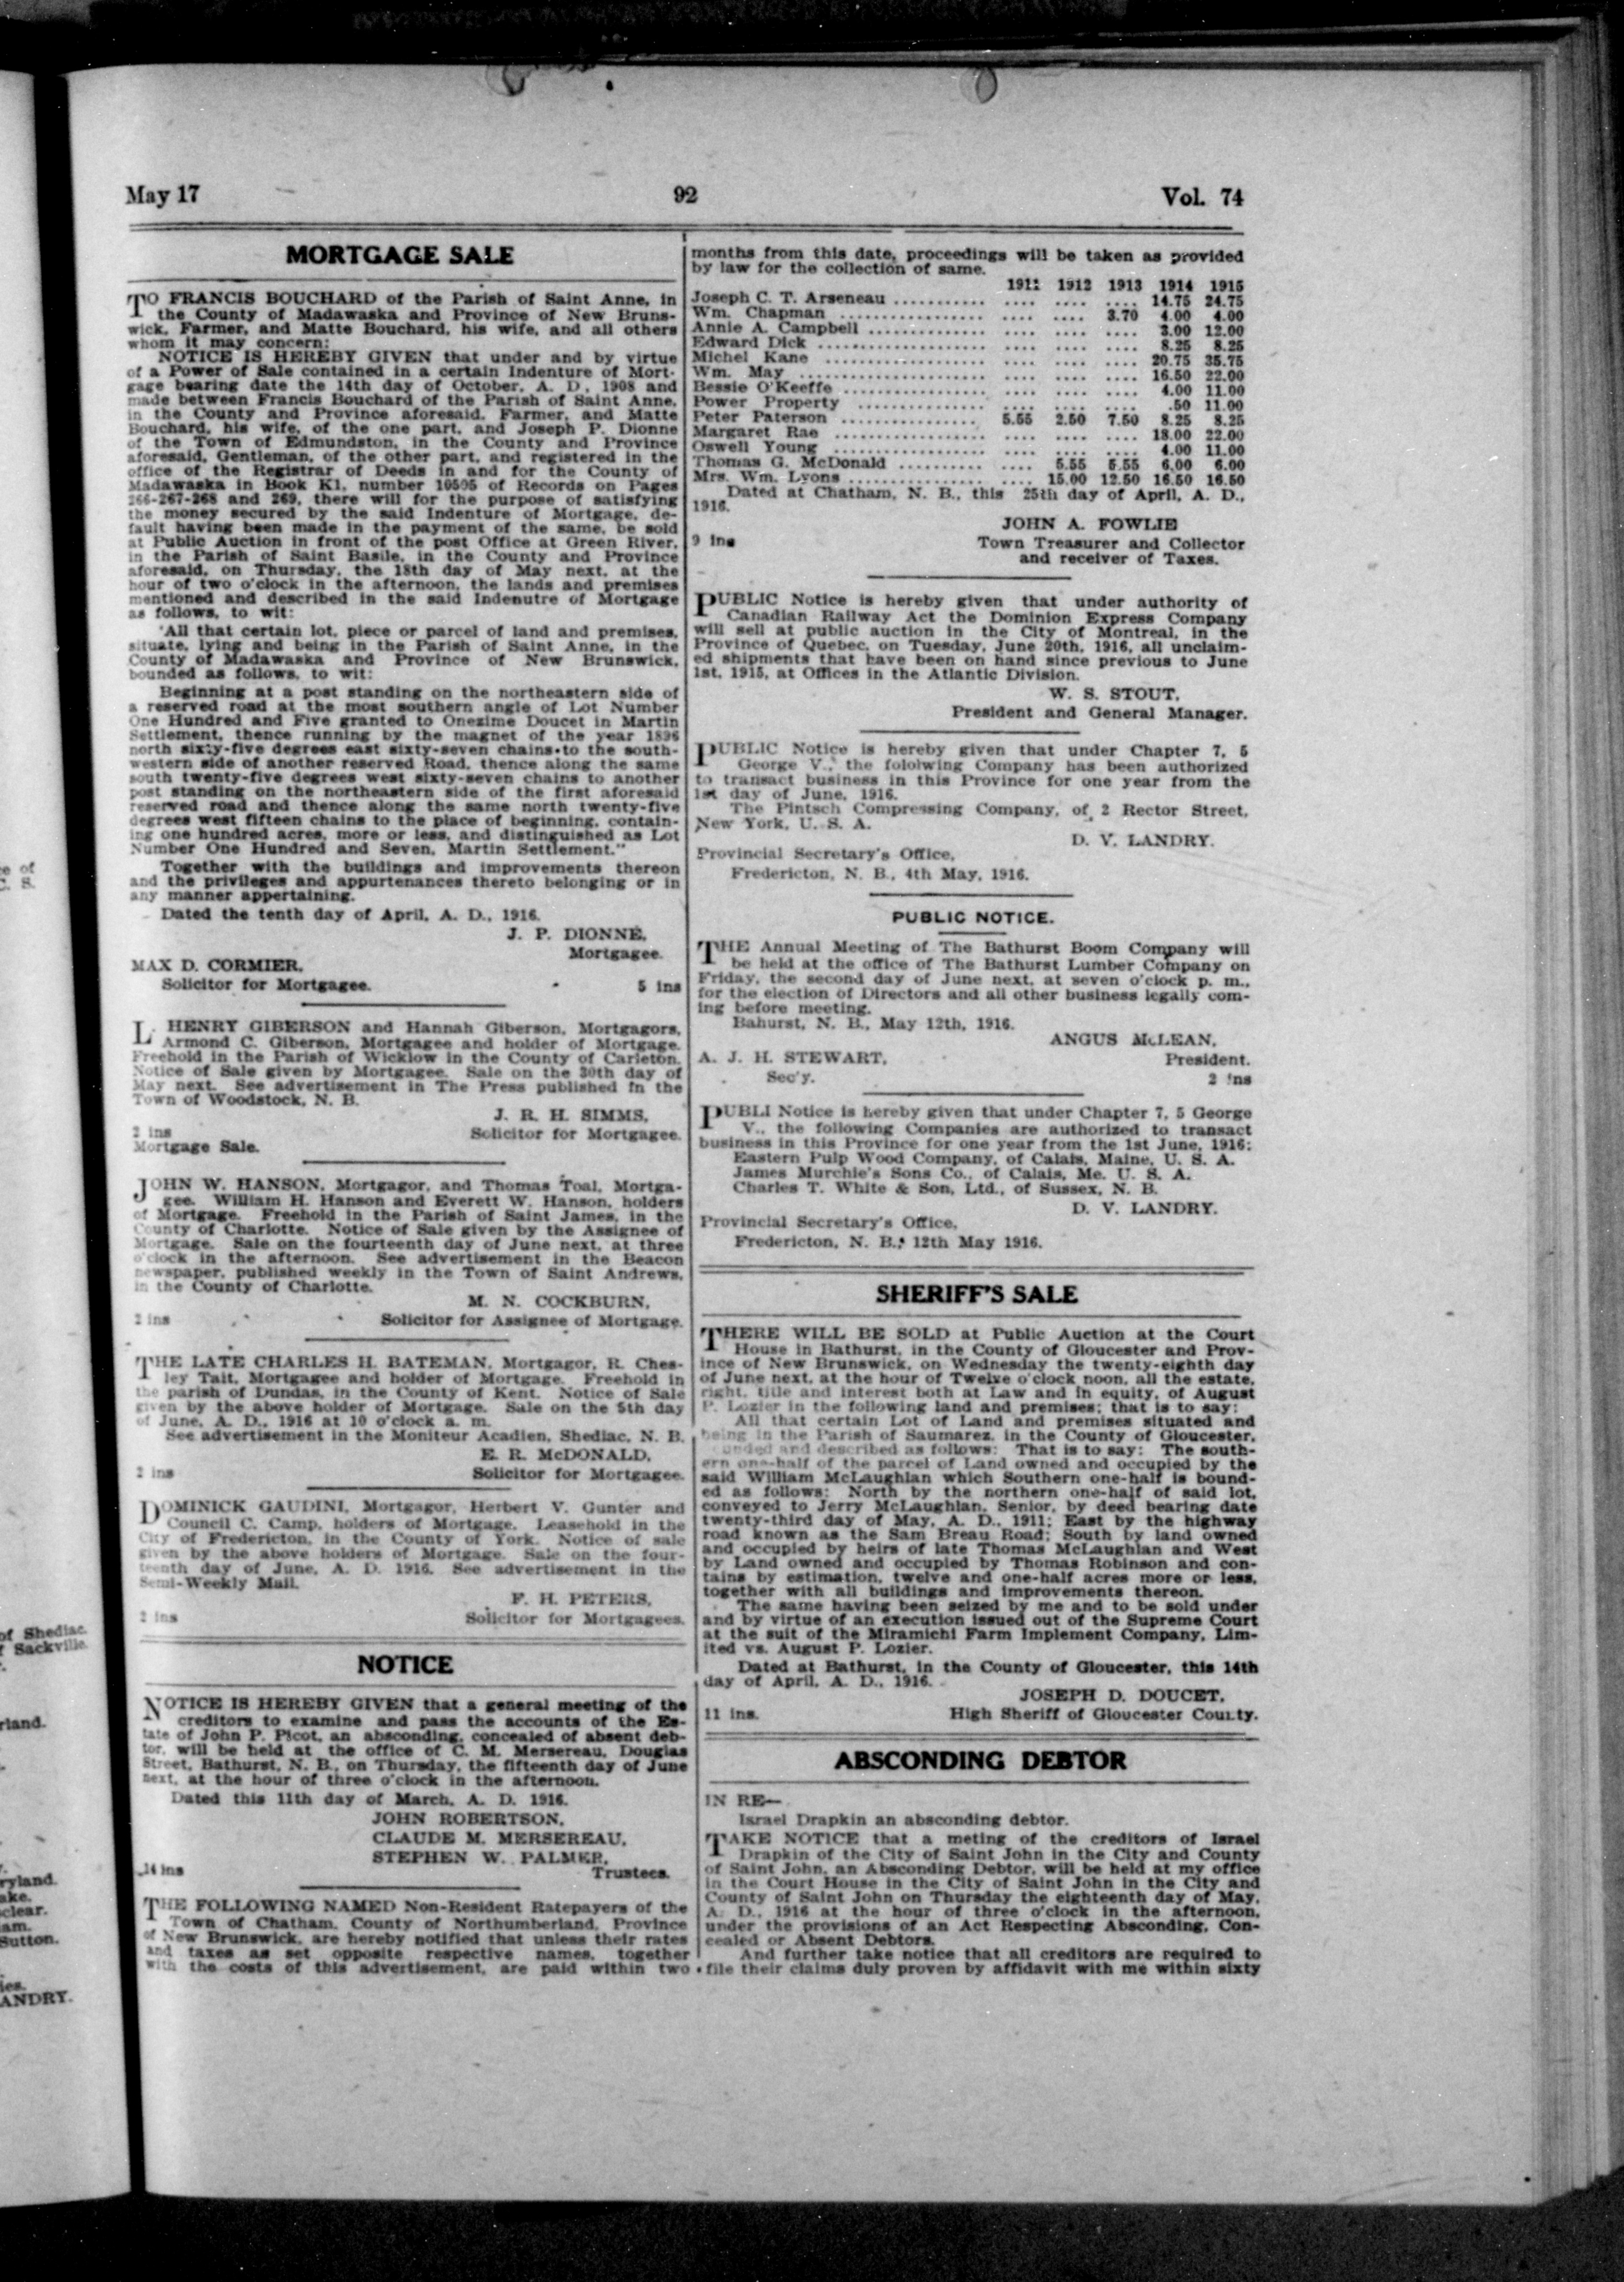 May 17
92
Vol. 74
MORTGAGE SALE
TO FRANCIS BOUCHARD of the Parish of Saint Anne, in
the County of Madawaska and Province of New Bruns-
wick, Farmer, and Matte Bouchard, his wife, and all others
whom it may concern:
NOTICE IS HEREBY GIVEN that under and by virtue
of a Power of Sale contained in a certain Indenture of Mort-
gage bearing date the 14th day of October, A. D, 1908 and
made between Francis Bouchard of the Parish of Saint Anne,
in the County and Province aforesaid, Farmer, and Matte
Bouchard, his wife, of the one part, and Joseph P. Dionne
of the Town of Edmundston, in the County and Province
aforesaid, Gentleman, of the other part, and registered in the
office of the Registrar of Deeds in and for the County of
Madawaska in Book K1, number 10595 of Records on Pages
266-267-268 and 269, there will for the purpose of satisfying
the money secured by the said Indenture of Mortgage, de-
fault having been made in the payment of the same, be sold
at Public Auction in front of the post Office at Green River,
in the Parish of Saint Basile, in the County and Province
aforesaid, on Thursday, the 18th day of May next, at the
hour of two o'clock in the afternoon, the lands and premises
mentioned and described in the said Indenutre of Mortgage
as follows, to wit:
'All that certain lot, piece or parcel of land and premises,
situate, lying and being in the Parish of Saint Anne, in the
County of Madawaska and Province of New Brunswick,
bounded as follows, to wit:
Beginning at a post standing on the northeastern side of
a reserved road at the most southern angle of Lot Number
One Hundred and Five granted to Onezime Doucet in Martin
Settlement, thence running by the magnet of the year 1896
north sixty-five degrees east sixty-seven chains to the south-
western side of another reserved Road, thence along the same
south twenty-five degrees west sixty-seven chains to another
post standing on the northeastern side of the first aforesaid
reserved road and thence along the same north twenty-five
degrees west fifteen chains to the place of beginning, contain-
ing one hundred acres, more or less, and distinguished as Lot
Number One Hundred and Seven, Martin Settlement."
Together with the buildings and improvements thereon
and the privileges and appurtenances thereto belonging or in
any manner appertaining.
Dated the tenth day of April, A. D., 1916.
J. P. DIONNE,
Mortgagee.
MAX D. CORMIER,
Solicitor for Mortgagee. 5 ins
L HENRY GIBERSON and Hannah Giberson, Mortgagors,
Armond C. Giberson, Mortgagee and holder of Mortgage.
Freehold in the Parish of Wicklow in the County of Carleton.
Notice of Sale given by Mortgagee. Sale on the 30th day of
May next. See advertisement in The Press published in the
Town of Woodstock, N. B.
J. R. H. SIMMS,
2 ins Solicitor for Mortgagee.
Mortgage Sale.
JOHN W. HANSON, Mortgagor, and Thomas Toal, Mortga-
gee. William H. Hanson and Everett W. Hanson, holders
of Mortgage. Freehold in the Parish of Saint James, in the
County of Charlotte. Notice of Sale given by the Assignee of
Mortgage. Sale on the fourteenth day of June next, at three
o'clock in the afternoon. See advertisement in the Beacon
newspaper, published weekly in the Town of Saint Andrews,
in the County of Charlotte.
M. N. COCKBURN,
2 ins Solicitor for Assignee of Mortgage.
THE LATE CHARLES H. BATEMAN, Mortgagor, R. Ches-
ley Tait, Mortgagee and holder of Mortgage. Freehold in
the parish of Dundas, in the County of Kent. Notice of Sale
given by the above holder of Mortgage. Sale on the 5th day
of June, A. D., 1916 at 10 o'clock a. m.
See advertisement in the Moniteur Acadien, Shediac, N. B.
E. R. McDONALD,
2 ins Solicitor for Mortgagee.
DOMINICK GAUDINI, Mortgagor, Herbert V. Gunter and
Council C. Camp, holders of Mortgage. Leasehold in the
City of Fredericton, in the County of York. Notice of sale
given by the above holders of Mortgage. Sale on the four-
teenth day of June, A. D. 1916. See advertisement in the
Semi-Weekly Mail.
F. H. PETERS,
2 ins Solicitor for Mortgagees.
NOTICE
NOTICE IS HEREBY GIVEN that a general meeting of the
creditors to examine and pass the accounts of the Es-
tate of John P. Picot, an absconding, concealed of absent deb-
tor, will be held at the office of C. M. Mersereau, Douglas
Street, Bathurst, N. B., on Thursday, the fifteenth day of June
next, at the hour of three o'clock in the afternoon.
Dated this 11th day of March, A. D. 1916.
JOHN ROBERTSON,
CLAUDE M. MERSEREAU,
STEPHEN W. PALMER,
14 ins Trustees.
THE FOLLOWING NAMED Non-Resident Ratepayers of the
Town of Chatham, County of Northumberland, Province
of New Brunswick, are hereby notified that unless their rates
and taxes as set opposite respective names, together
with the costs of this advertisement, are paid within two
months from this date, proceedings will be taken as provided
by law for the collection of same.
1911 1912 1913 1914 1915
Joseph C. T. Arseneau ........... .... .... .... 14.75 24.75
Wm. Chapman ................. .... .... 3.70 4.00 4.00
Annie A. Campbell .............. .... .... .... 3.00 12.00
Edward Dick .................... .... .... .... 8.25 8.25
Michel Kane ................... .... .... .... 20.75 35.75
Wm. May ...................... .... .... .... 16.50 22.00
Bessie O'Keeffe ................. .... .... .... 4.00 11.00
Power Property ............... .... .... .... .50 11.00
Peter Paterson ................ 5.55 2.50 7.50 8.25 8.25
Margaret Rae .................. .... .... .... 18.00 22.00
Oswell Young .................. .... .... .... 4.00 11.00
Thomas G. McDonald .......... .... 5.55 5.55 6.00 6.00
Mrs. Wm. Lyons ................ .... 15.00 12.50 16.50 16.50
Dated at Chatham, N. B., this 25th day of April, A. D.,
1916.
JOHN A. FOWLIE
9 ins Town Treasurer and Collector
and receiver of Taxes.
PUBLIC Notice is hereby given that under authority of
Canadian Railway Act the Dominion Express Company
will sell at public auction in the City of Montreal, in the
Province of Quebec, on Tuesday, June 20th, 1916, all unclaim-
ed shipments that have been on hand since previous to June
1st, 1915, at Offices in the Atlantic Division.
W. S. STOUT,
President and General Manager.
PUBLIC Notice is hereby given that under Chapter 7, 5
George V., the fololwing Company has been authorized
to transact business in this Province for one year from the
1st day of June, 1916.
The Pintsch Compressing Company, of 2 Rector Street,
New York, U. S. A.
D. V. LANDRY.
Provincial Secretary's Office,
Fredericton, N. B., 4th May, 1916.
PUBLIC NOTICE.
THE Annual Meeting of The Bathurst Boom Company will
be held at the office of The Bathurst Lumber Company on
Friday, the second day of June next, at seven o'clock p. m.,
for the election of Directors and all other business legally com-
ing before meeting.
Bahurst, N. B., May 12th, 1916.
ANGUS McLEAN,
A. J. H. STEWART, President.
Sec'y. 2 ins
PUBLI Notice is hereby given that under Chapter 7, 5 George
V., the following Companies are authorized to transact
business in this Province for one year from the 1st June, 1916:
Eastern Pulp Wood Company, of Calais, Maine, U. S. A.
James Murchie's Sons Co., of Calais, Me. U. S. A.
Charles T. White & Son, Ltd., of Sussex, N. B.
D. V. LANDRY.
Provincial Secretary's Office,
Fredericton, N. B., 12th May 1916.
SHERIFF'S SALE
THERE WILL BE SOLD at Public Auction at the Court
House in Bathurst, in the County of Gloucester and Prov-
ince of New Brunswick, on Wednesday the twenty-eighth day
of June next, at the hour of Twelve o'clock noon, all the estate,
right, title and interest both at Law and in equity, of August
P. Lozier in the following land and premises; that is to say:
All that certain Lot of Land and premises situated and
being in the Parish of Saumarez, in the County of Gloucester,
unded and described as follows: That is to say: The south-
ern one-half of the parcel of Land owned and occupied by the
said William McLaughlan which Southern one-half is bound-
ed as follows: North by the northern one-half of said lot,
conveyed to Jerry McLaughlan, Senior, by deed bearing date
twenty-third day of May, A. D., 1911; East by the highway
road known as the Sam Breau Road; South by land owned
and occupied by heirs of late Thomas McLaughlan and West
by Land owned and occupied by Thomas Robinson and con-
tains by estimation, twelve and one-half acres more or less,
together with all buildings and improvements thereon.
The same having been seized by me and to be sold under
and by virtue of an execution issued out of the Supreme Court
at the suit of the Miramichi Farm Implement Company, Lim-
ited vs. August P. Lozier.
Dated at Bathurst, in the County of Gloucester, this 14th
day of April, A. D., 1916.
JOSEPH D. DOUCET,
11 ins. High Sheriff of Gloucester County.
ABSCONDING DEBTOR
IN RE—
Israel Drapkin an absconding debtor.
TAKE NOTICE that a meting of the creditors of Israel
Drapkin of the City of Saint John in the City and County
of Saint John, an Absconding Debtor, will be held at my office
in the Court House in the City of Saint John in the City and
County of Saint John on Thursday the eighteenth day of May,
A. D., 1916 at the hour of three o'clock in the afternoon,
under the provisions of an Act Respecting Absconding, Con-
cealed or Absent Debtors.
And further take notice that all creditors are required to
file their claims duly proven by affidavit with me within sixty
of Shediac.
Sackville.
Sutton.